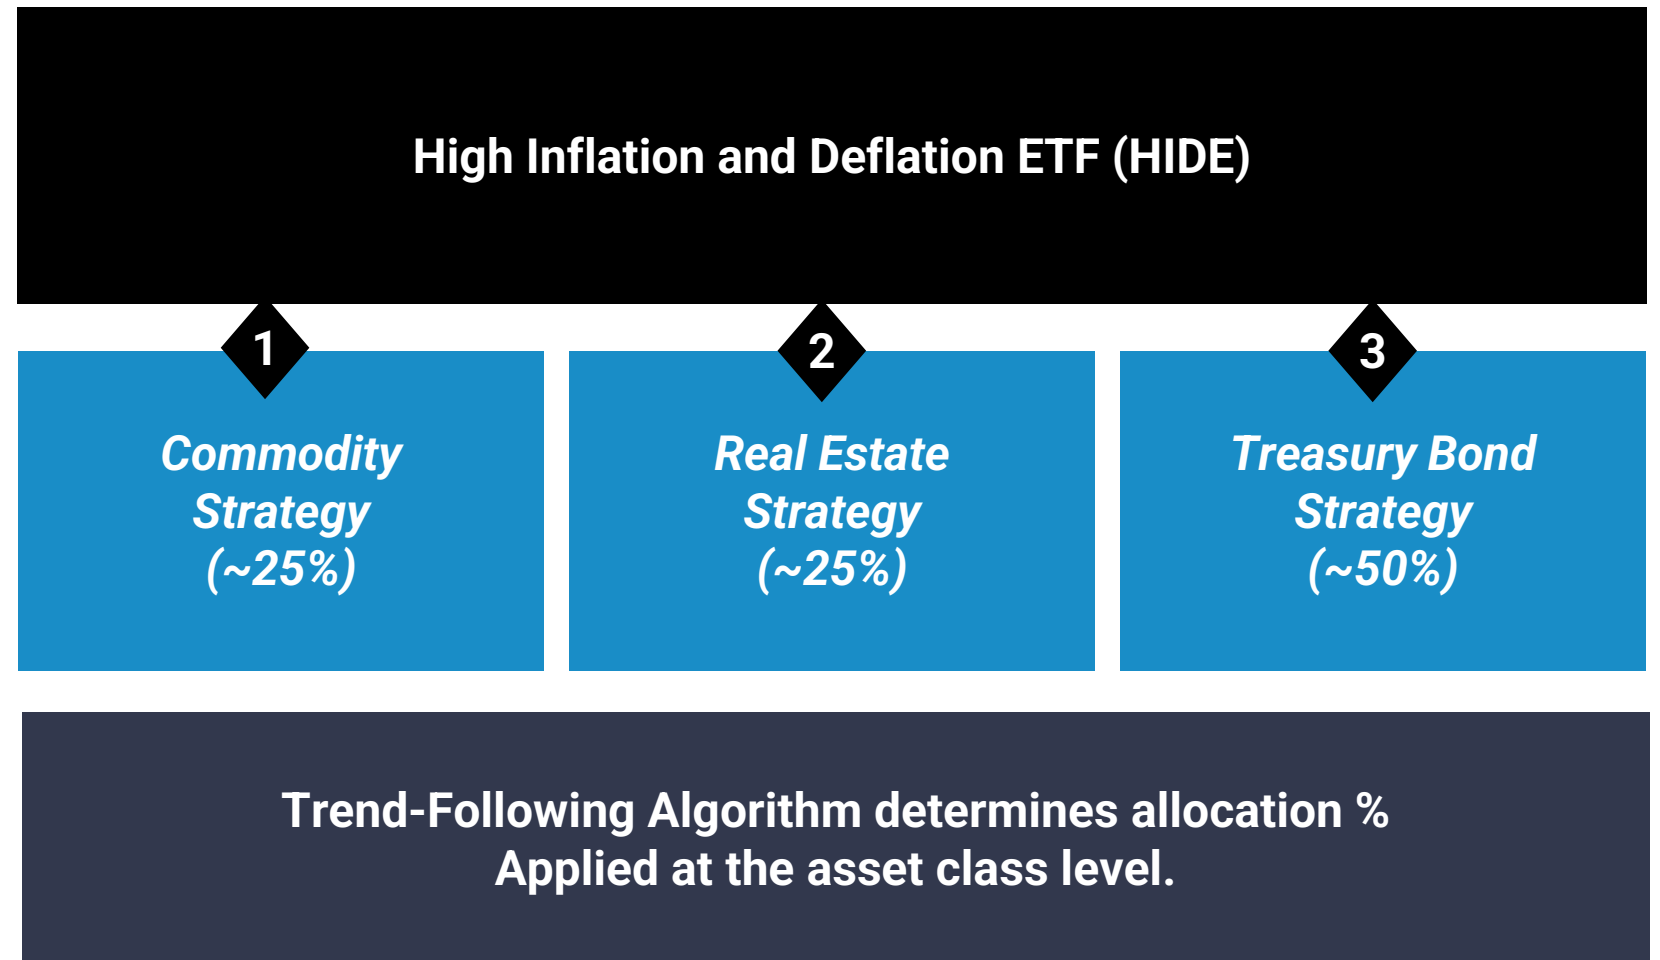 High Inflation and Deflation ETF (HIDE)
1
Commodity
Strategy
(~25%)
2
Real Estate
Strategy
(~25%)
3
Treasury Bond
Strategy
(~50%)
Trend-Following Algorithm determines allocation %
Applied at the asset class level.